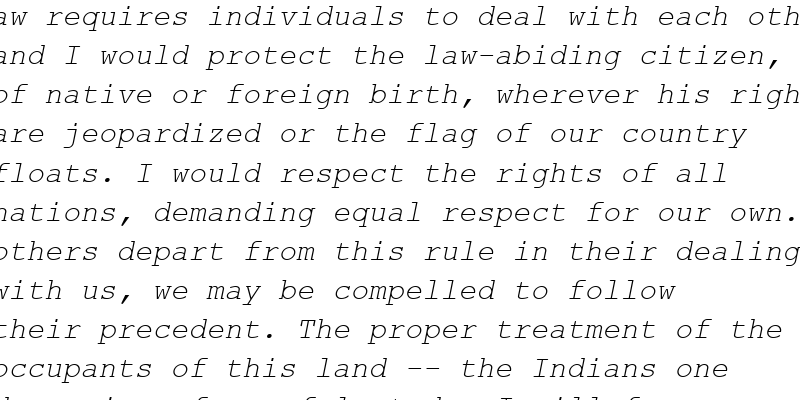 aw requires individuals to deal with each oth
and I would protect the law-abiding citizen,
of native or foreign birth, wherever his righ
are jeopardized or the flag of our country
floats. I would respect the rights of all
nations, demanding equal respect for our own.
others depart from this rule in their dealing
with us, we may be compelled to follow
their precedent. The proper treatment of the
occupants of this land -- the Indians one